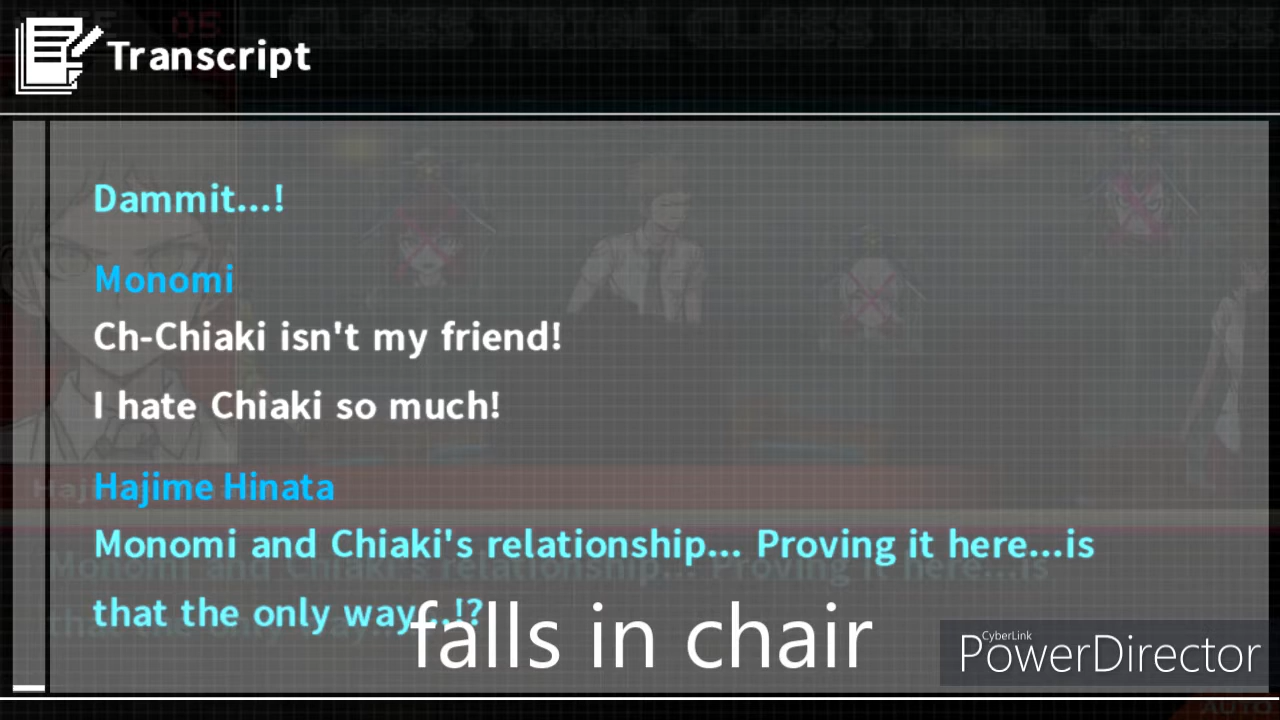 Transcript
Dammit...!
Monomi
Ch-Chiaki isn't my friend!
I hate Chiaki so much!
Hajime Hinata
Monomi and Chiaki's relationship... Proving it here...is
that the only way...!?
falls in chair
CyberLink
PowerDirector
AUTO